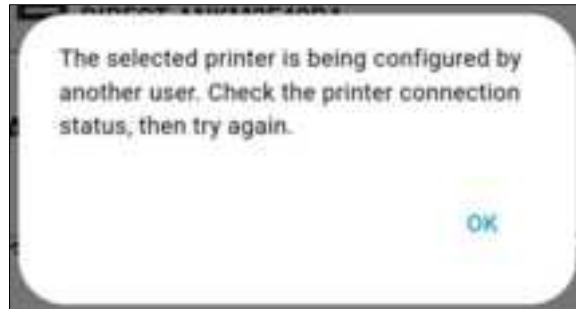 The selected printer is being configured by
another user. Check the printer connection
status, then try again.
OK